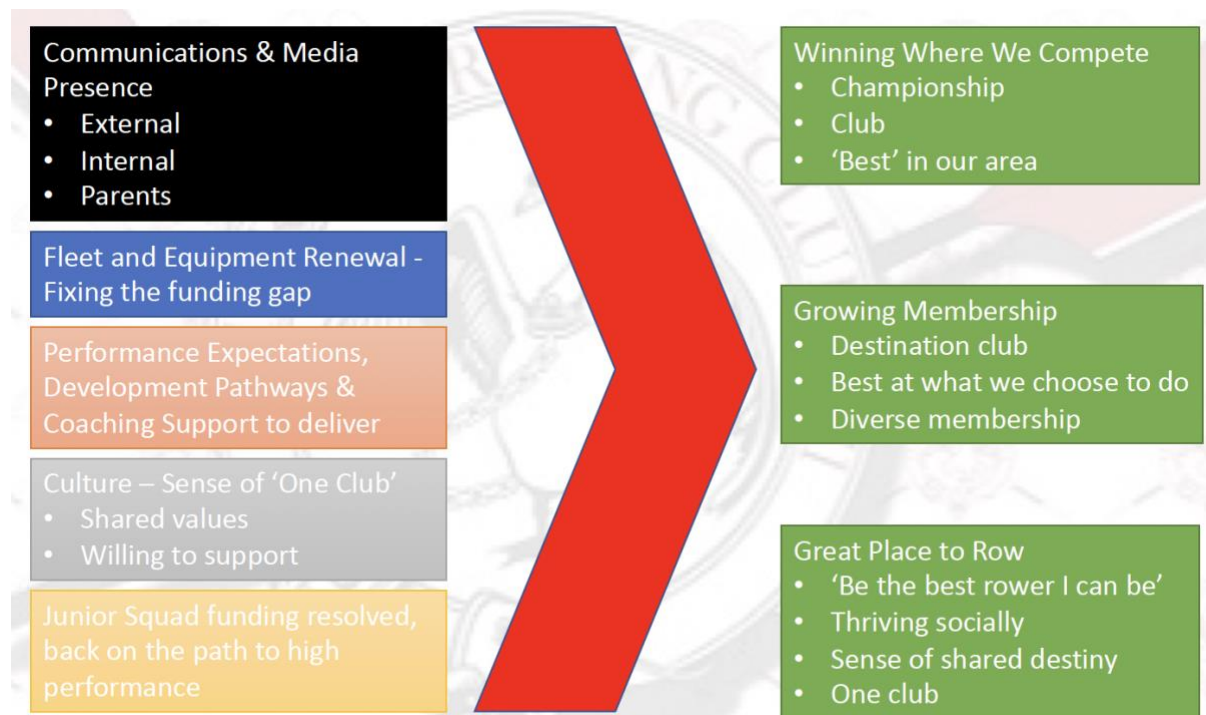 Communications & Media
Presence
• External
• Internal
• Parents
Fleet and Equipment Renewal -
Fixing the funding gap
Performance Expectations,
Development Pathways &
Coaching Support to deliver
Culture – Sense of ‘One Club’
• Shared values
• Willing to support
Junior Squad funding resolved,
back on the path to high
performance
Winning Where We Compete
• Championship
• Club
• ‘Best’ in our area
Growing Membership
• Destination club
• Best at what we choose to do
• Diverse membership
Great Place to Row
• ‘Be the best rower I can be’
• Thriving socially
• Sense of shared destiny
• One club